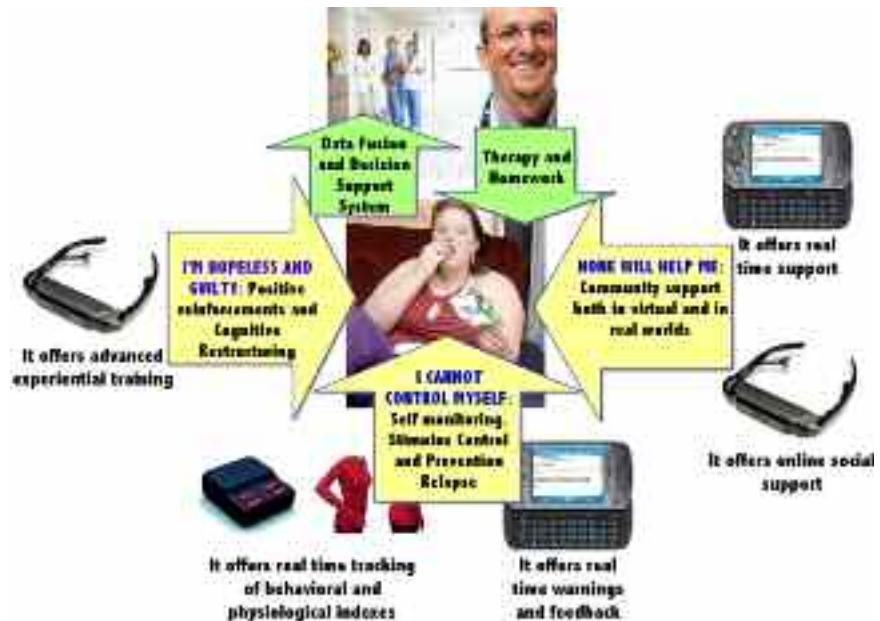 Data Fusion
and Decision
Support
System
Therapy and
Homework
I'M HOPELESS AND
GUILTY: Positive
reinforcements and
Cognitive
Restructuring
NONE WILL HELP ME:
Community support
both in virtual and in
real worlds
It offers real
time support
It offers advanced
experiential training
I CANNOT
CONTROL MYSELF:
Self monitoring.
Stimulus Control
and Prevention
Relapse
It offers online social
support
It offers real time tracking
of behavioral and
physiological indexes
It offers real
time warnings
and feedback